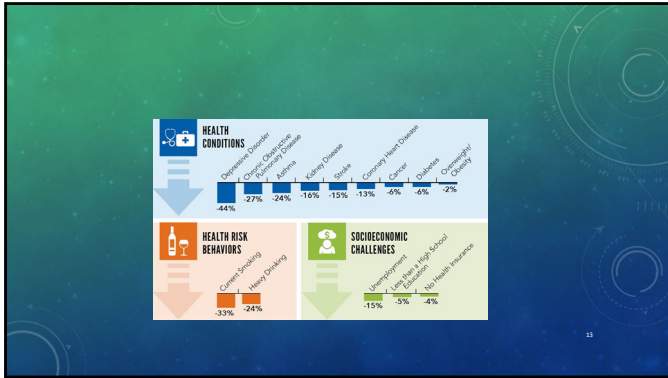 HEALTH
CONDITIONS
Depressive Disorder
Chronic Obstructive
Pulmonary Disease
Asthma
Kidney Disease
Stroke
Coronary Heart Disease
Cancer
Diabetes
Overweight/
Obesity
-44%
-27%
-24%
-16%
-15%
-13%
-6%
-6%
-2%
HEALTH RISK
BEHAVIORS
Current Smoking
Heavy Drinking
-33%
-24%
$
SOCIOECONOMIC
CHALLENGES
Unemployment
Less than a High School
Education
No Health Insurance
-15%
-5%
-4%
13